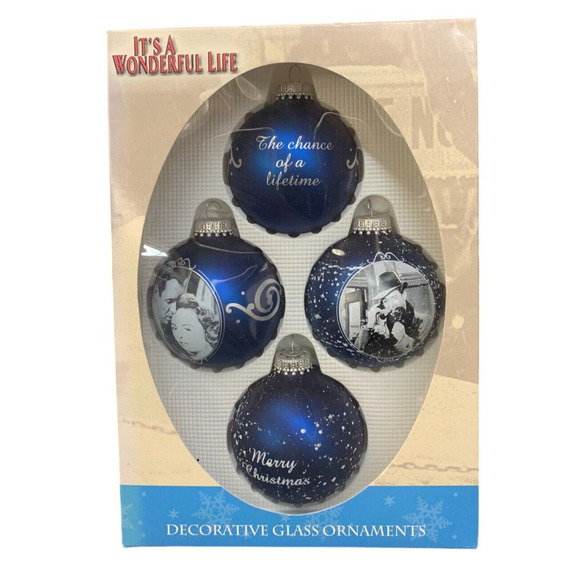 IT'S A
WONDERFUL LIFE
The chance
of a
lifetime
Merry
Christmas
DECORATIVE GLASS ORNAMENTS